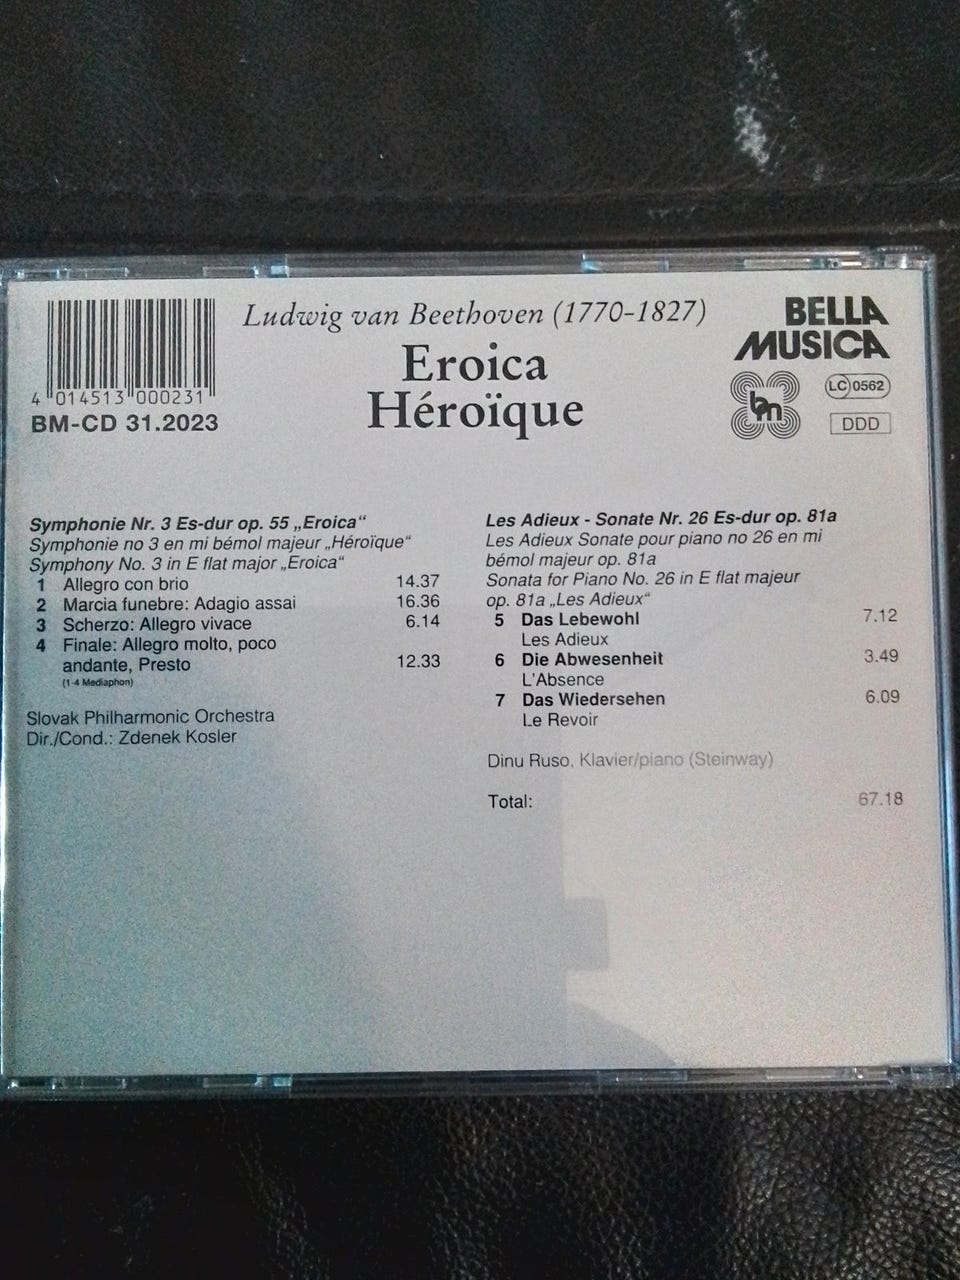 4 014513 000231
BM-CD 31.2023
Ludwig van Beethoven (1770-1827)
Eroica
Héroïque
BELLA
MUSICA
bm
LC 0562
DDD
Symphonie Nr. 3 Es-dur op. 55 „Eroica“
Symphonie no 3 en mi bémol majeur „Héroïque“
Symphony No. 3 in E flat major „Eroica“
1 Allegro con brio 14.37
2 Marcia funebre: Adagio assai 16.36
3 Scherzo: Allegro vivace 6.14
4 Finale: Allegro molto, poco
andante, Presto 12.33
(1-4 Mediaphon)
Slovak Philharmonic Orchestra
Dir./Cond.: Zdenek Kosler
Les Adieux - Sonate Nr. 26 Es-dur op. 81a
Les Adieux Sonate pour piano no 26 en mi
bémol majeur op. 81a
Sonata for Piano No. 26 in E flat majeur
op. 81a „Les Adieux“
5 Das Lebewohl 7.12
Les Adieux
6 Die Abwesenheit 3.49
L'Absence
7 Das Wiedersehen 6.09
Le Revoir
Dinu Ruso, Klavier/piano (Steinway)
Total: 67.18